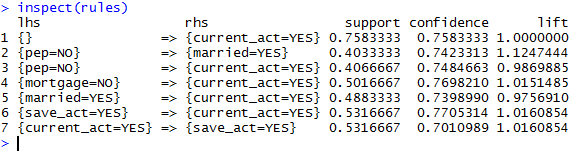 > inspect(rules)
lhs rhs support confidence lift
1 {} => {current_act=YES} 0.7583333 0.7583333 1.0000000
2 {pep=NO} => {married=YES} 0.4033333 0.7423313 1.1247444
3 {pep=NO} => {current_act=YES} 0.4066667 0.7484663 0.9869885
4 {mortgage=NO} => {current_act=YES} 0.5016667 0.7698210 1.0151485
5 {married=YES} => {current_act=YES} 0.4883333 0.7398990 0.9756910
6 {save_act=YES} => {current_act=YES} 0.5316667 0.7705314 1.0160854
7 {current_act=YES} => {save_act=YES} 0.5316667 0.7010989 1.0160854
>